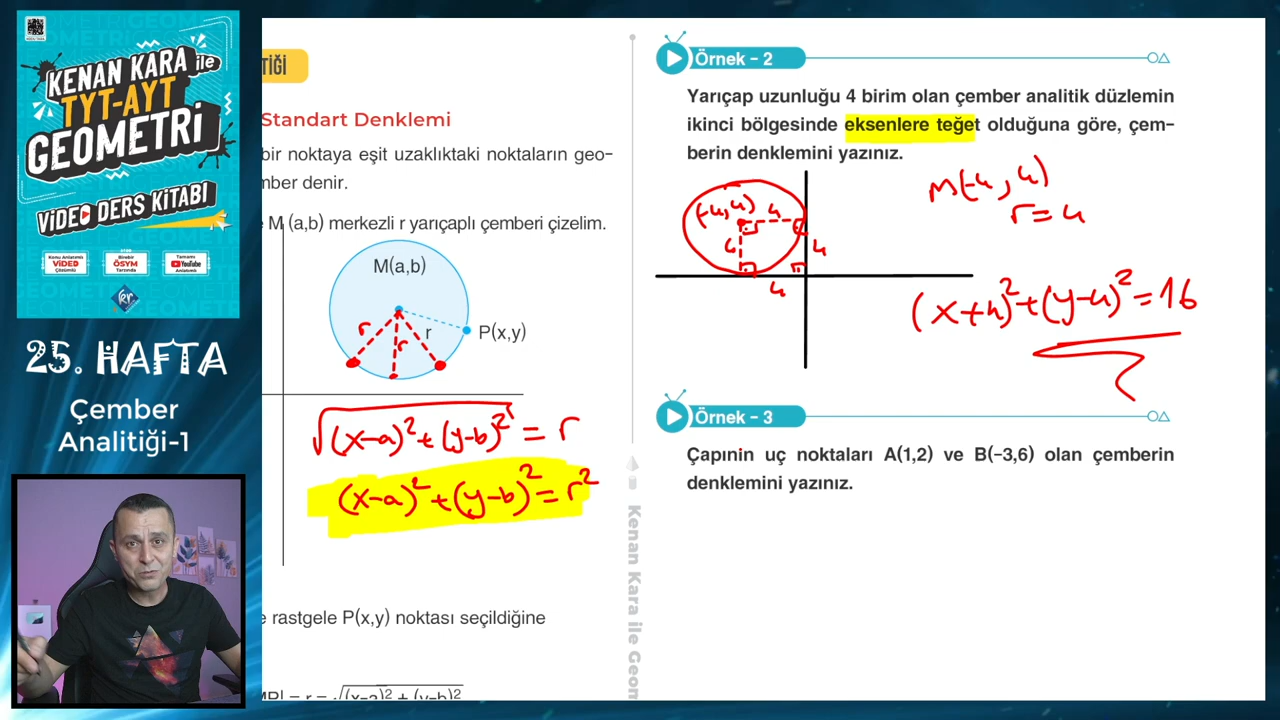 KENAN KARA ile
TYT-AYT
GEOMETRİ
VİDEO DERS KİTABI
Konu Anlatımlı
VİDEO
Çözümlü
Birebir
ÖSYM
Tarzında
Tamamı
YouTube
Anlatımlı
25. HAFTA
Çember
Analitiği-1
TİĞİ
Standart Denklemi
bir noktaya eşit uzaklıktaki noktaların geo-
mber denir.
e M (a,b) merkezli r yarıçaplı çemberi çizelim.
M(a,b)
r
r
r
P(x,y)
√(x-a)²+(y-b)² = r
(x-a)²+(y-b)²=r²
e rastgele P(x,y) noktası seçildiğine
MP| = r = √(x-a)² + (y-b)²
Kenan Kara ile Geom
Örnek - 2
Yarıçap uzunluğu 4 birim olan çember analitik düzlemin
ikinci bölgesinde eksenlere teğet olduğuna göre, çem-
berin denklemini yazınız.
(-4,4)
4
4
4
4
M(-4,4)
r=4
(x+4)²+(y-4)²=16
Örnek - 3
Çapının uç noktaları A(1,2) ve B(-3,6) olan çemberin
denklemini yazınız.